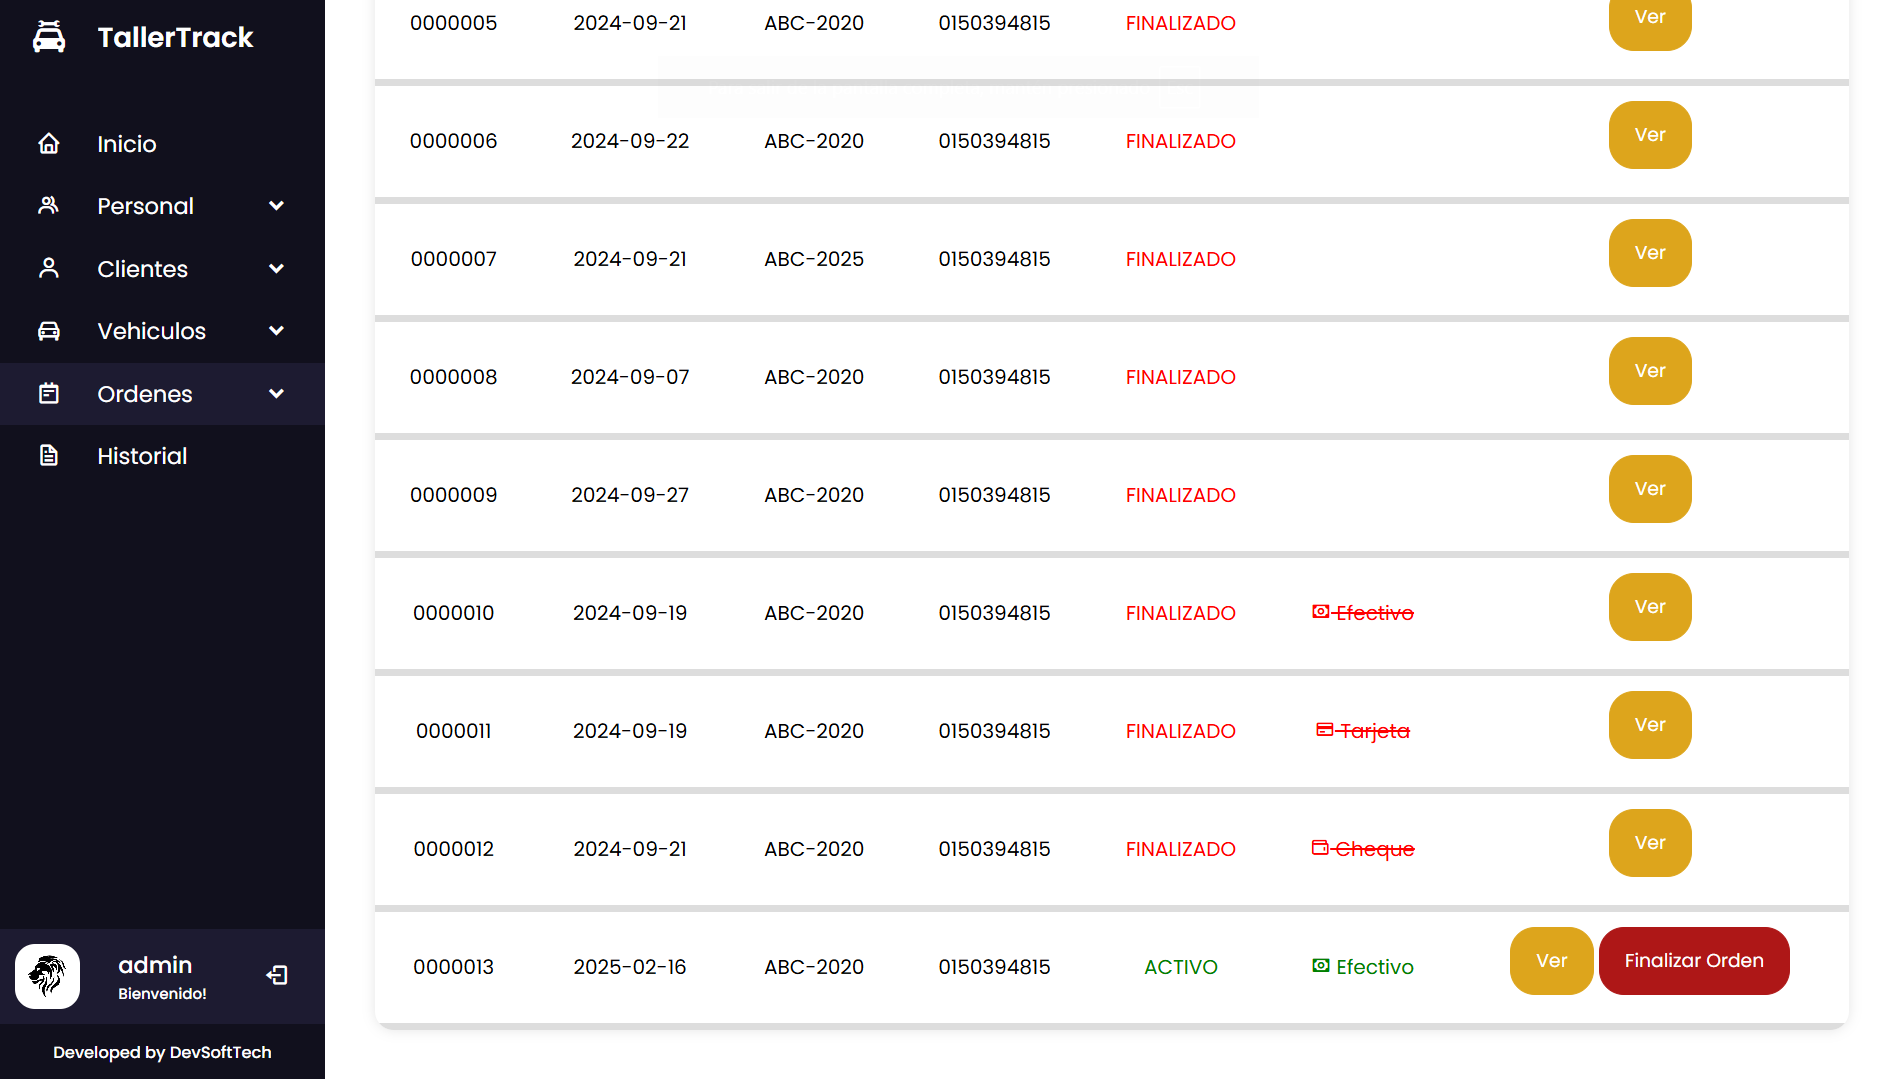 TallerTrack
Inicio
Personal
Clientes
Vehiculos
Ordenes
Historial
admin
Bienvenido!
Developed by DevSoftTech
0000005 2024-09-21 ABC-2020 0150394815 FINALIZADO Ver
0000006 2024-09-22 ABC-2020 0150394815 FINALIZADO Ver
0000007 2024-09-21 ABC-2025 0150394815 FINALIZADO Ver
0000008 2024-09-07 ABC-2020 0150394815 FINALIZADO Ver
0000009 2024-09-27 ABC-2020 0150394815 FINALIZADO Ver
0000010 2024-09-19 ABC-2020 0150394815 FINALIZADO Efectivo Ver
0000011 2024-09-19 ABC-2020 0150394815 FINALIZADO Tarjeta Ver
0000012 2024-09-21 ABC-2020 0150394815 FINALIZADO Cheque Ver
0000013 2025-02-16 ABC-2020 0150394815 ACTIVO Efectivo Ver Finalizar Orden